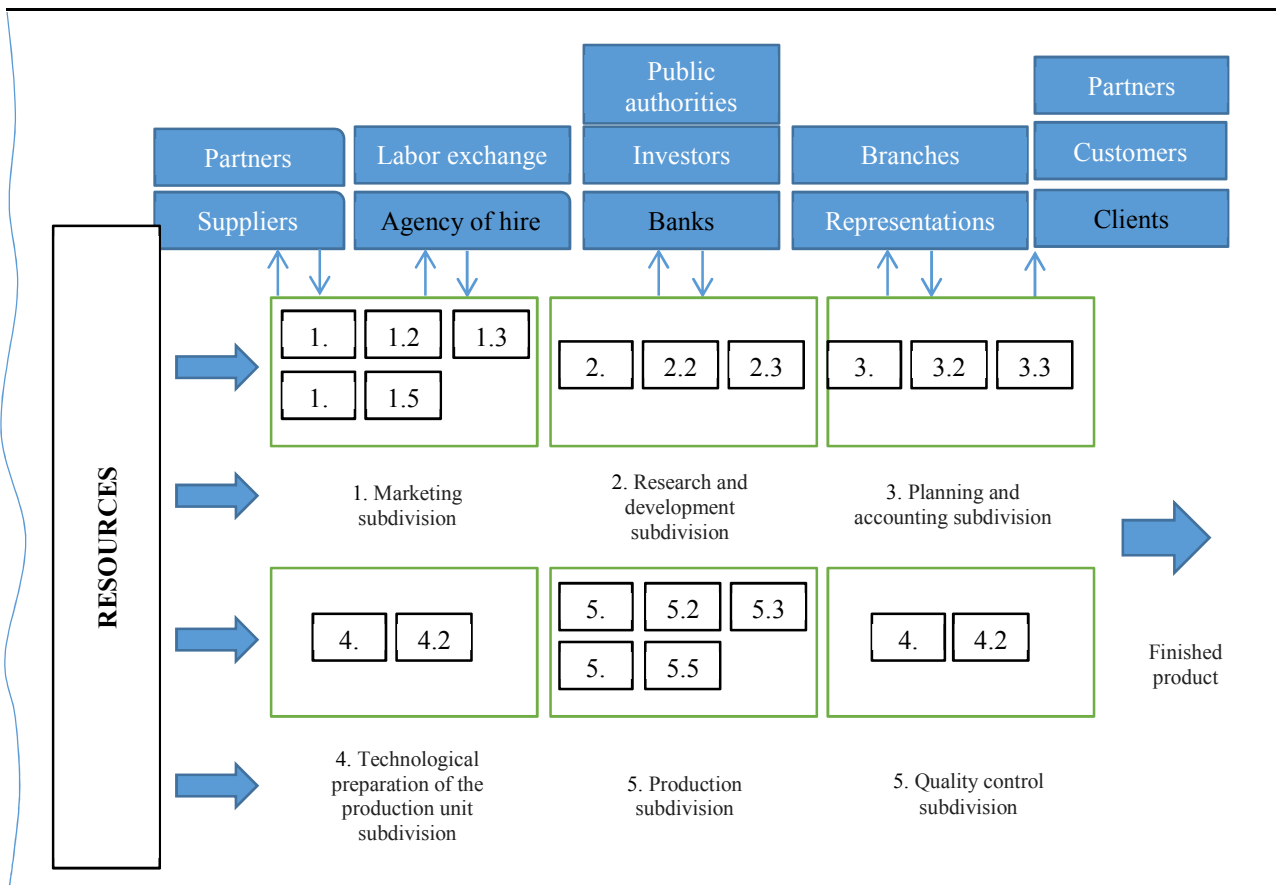 Public
authorities
Partners
Partners
Labor exchange
Investors
Branches
Customers
Suppliers
Agency of hire
Banks
Representations
Clients
RESOURCES
1.
1.2
1.3
1.
1.5
2.
2.2
2.3
3.
3.2
3.3
1. Marketing
subdivision
2. Research and
development
subdivision
3. Planning and
accounting subdivision
4.
4.2
5.
5.2
5.3
5.
5.5
4.
4.2
Finished
product
4. Technological
preparation of the
production unit
subdivision
5. Production
subdivision
5. Quality control
subdivision